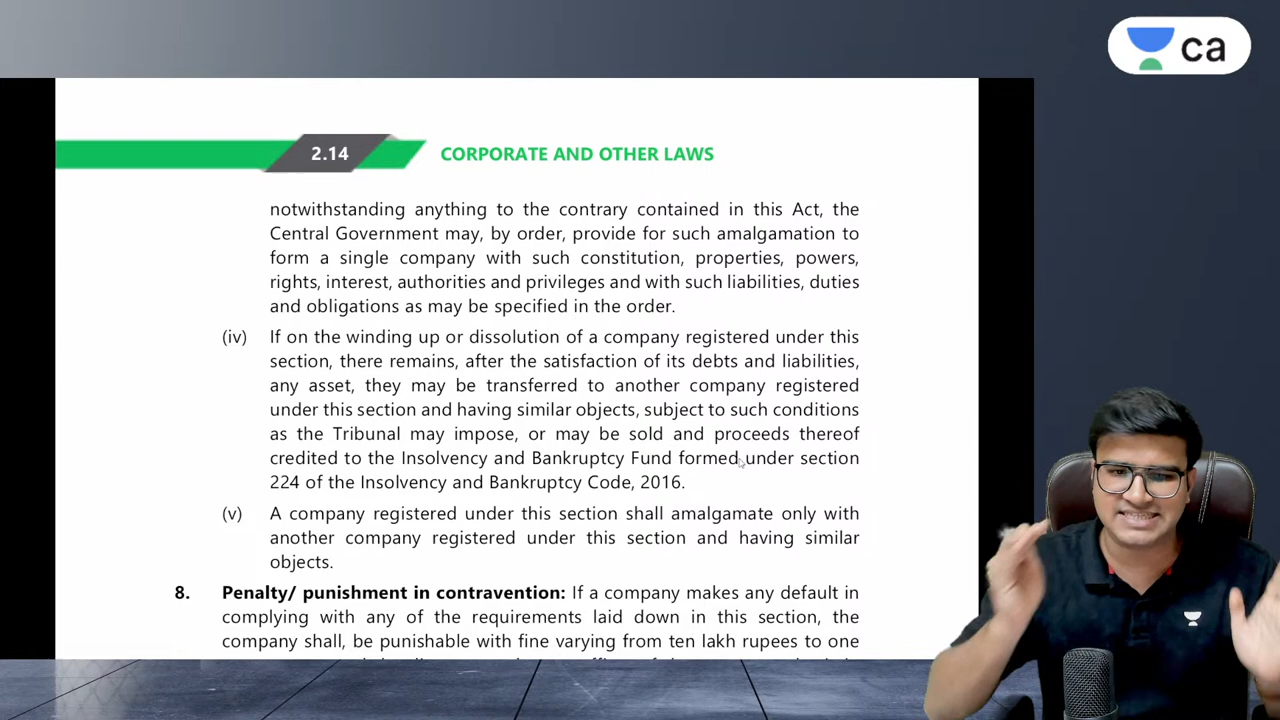 ca
2.14
CORPORATE AND OTHER LAWS
notwithstanding anything to the contrary contained in this Act, the
Central Government may, by order, provide for such amalgamation to
form a single company with such constitution, properties, powers,
rights, interest, authorities and privileges and with such liabilities, duties
and obligations as may be specified in the order.
(iv) If on the winding up or dissolution of a company registered under this
section, there remains, after the satisfaction of its debts and liabilities,
any asset, they may be transferred to another company registered
under this section and having similar objects, subject to such conditions
as the Tribunal may impose, or may be sold and proceeds thereof
credited to the Insolvency and Bankruptcy Fund formed under section
224 of the Insolvency and Bankruptcy Code, 2016.
(v) A company registered under this section shall amalgamate only with
another company registered under this section and having similar
objects.
8. Penalty/ punishment in contravention: If a company makes any default in
complying with any of the requirements laid down in this section, the
company shall, be punishable with fine varying from ten lakh rupees to one